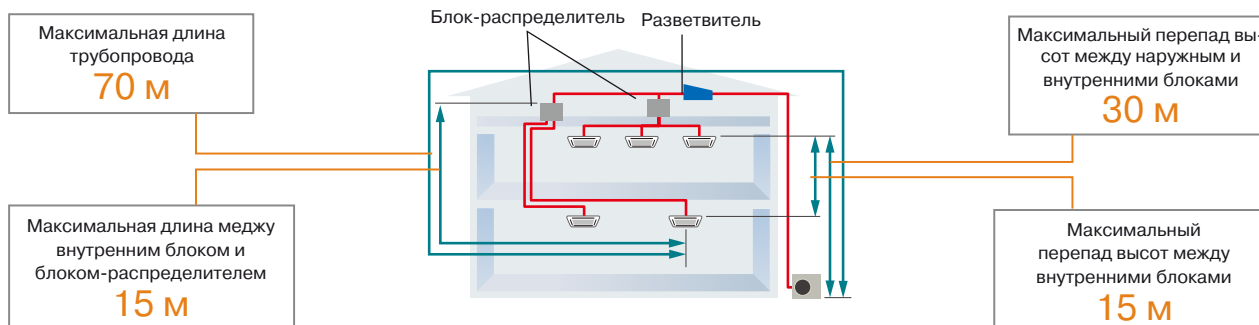 Максимальная длина
трубопровода
70 м
Блок-распределитель
Разветвитель
Максимальный перепад вы-
сот между наружным и
внутренними блоками
30 м
Максимальная длина меджу
внутренним блоком и
блоком-распределителем
15 м
Максимальный
перепад высот между
внутренними блоками
15 м